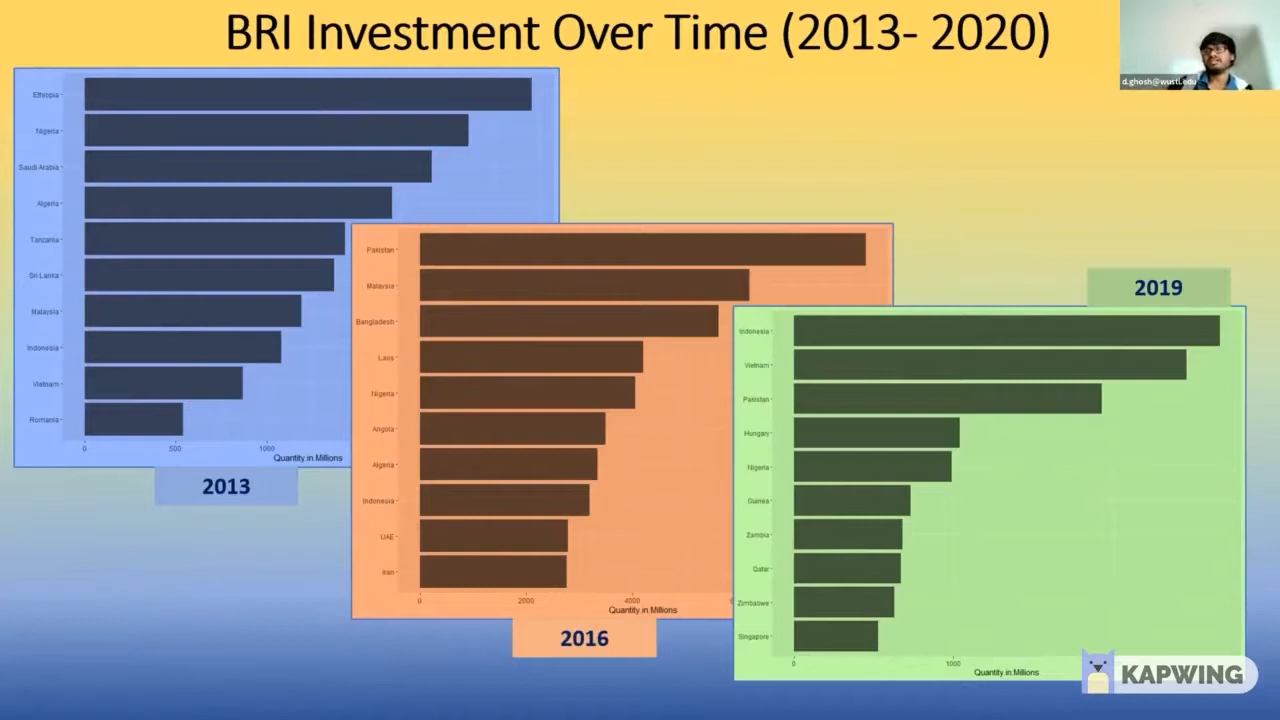 BRI Investment Over Time (2013- 2020)
d.ghosh@wustl.edu
Ethiopia
Nigeria
Saudi Arabia
Algeria
Tanzania
Sri Lanka
Malaysia
Indonesia
Vietnam
Romania
0 500 1000
Quantity.in.Millions
2013
Pakistan
Malaysia
Bangladesh
Laos
Nigeria
Angola
Algeria
Indonesia
UAE
Iran
0 2000 4000
Quantity.in.Millions
2016
2019
Indonesia
Vietnam
Pakistan
Hungary
Nigeria
Guinea
Zambia
Qatar
Zimbabwe
Singapore
0 1000
Quantity.in.Millions
KAPWING